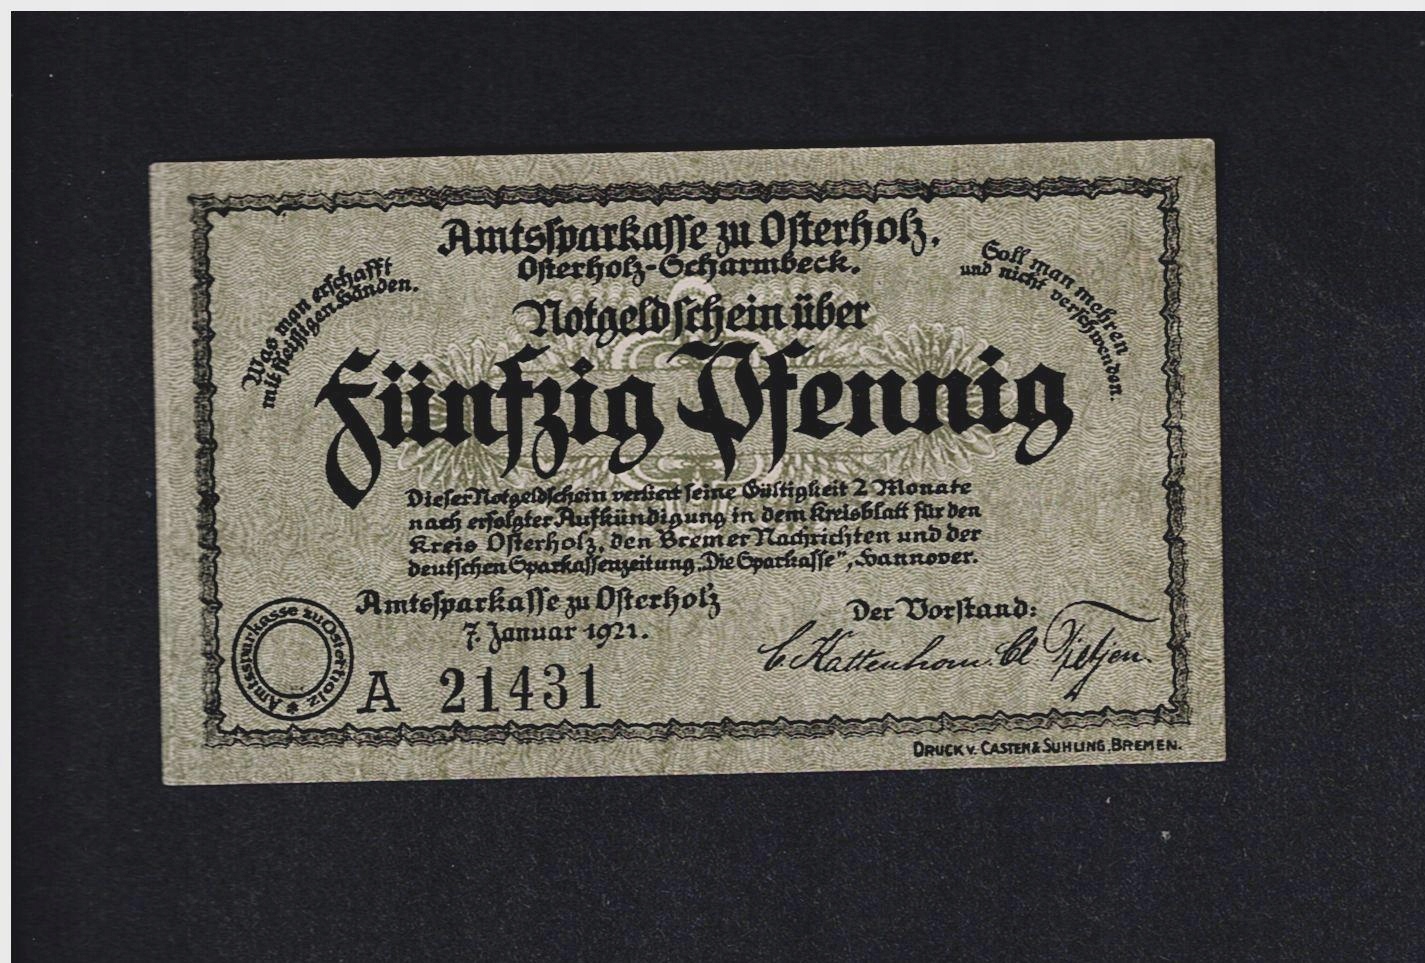 Amtssparkasse zu Osterholz,
Osterholz-Scharmbeck.
Was man erschafft
mit fleissigen Händen.
Soll man mehren
und nicht verschwenden.
Notgeldschein über
Fünfzig Pfennig
Dieser Notgeldschein verliert seine Gültigkeit 2 Monate
nach erfolgter Aufkündigung in dem Kreisblatt für den
Kreis Osterholz, den Bremer Nachrichten und der
deutschen Sparkassenzeitung „Die Sparkasse“, Hannover.
Amtssparkasse zu Osterholz
7. Januar 1921.
Der Vorstand:
C. Kattenhorn. Cl. Tietjen.
* Amtssparkasse zu Osterholz
A 21431
DRUCK v. CASTEN & SUHLING, BREMEN.